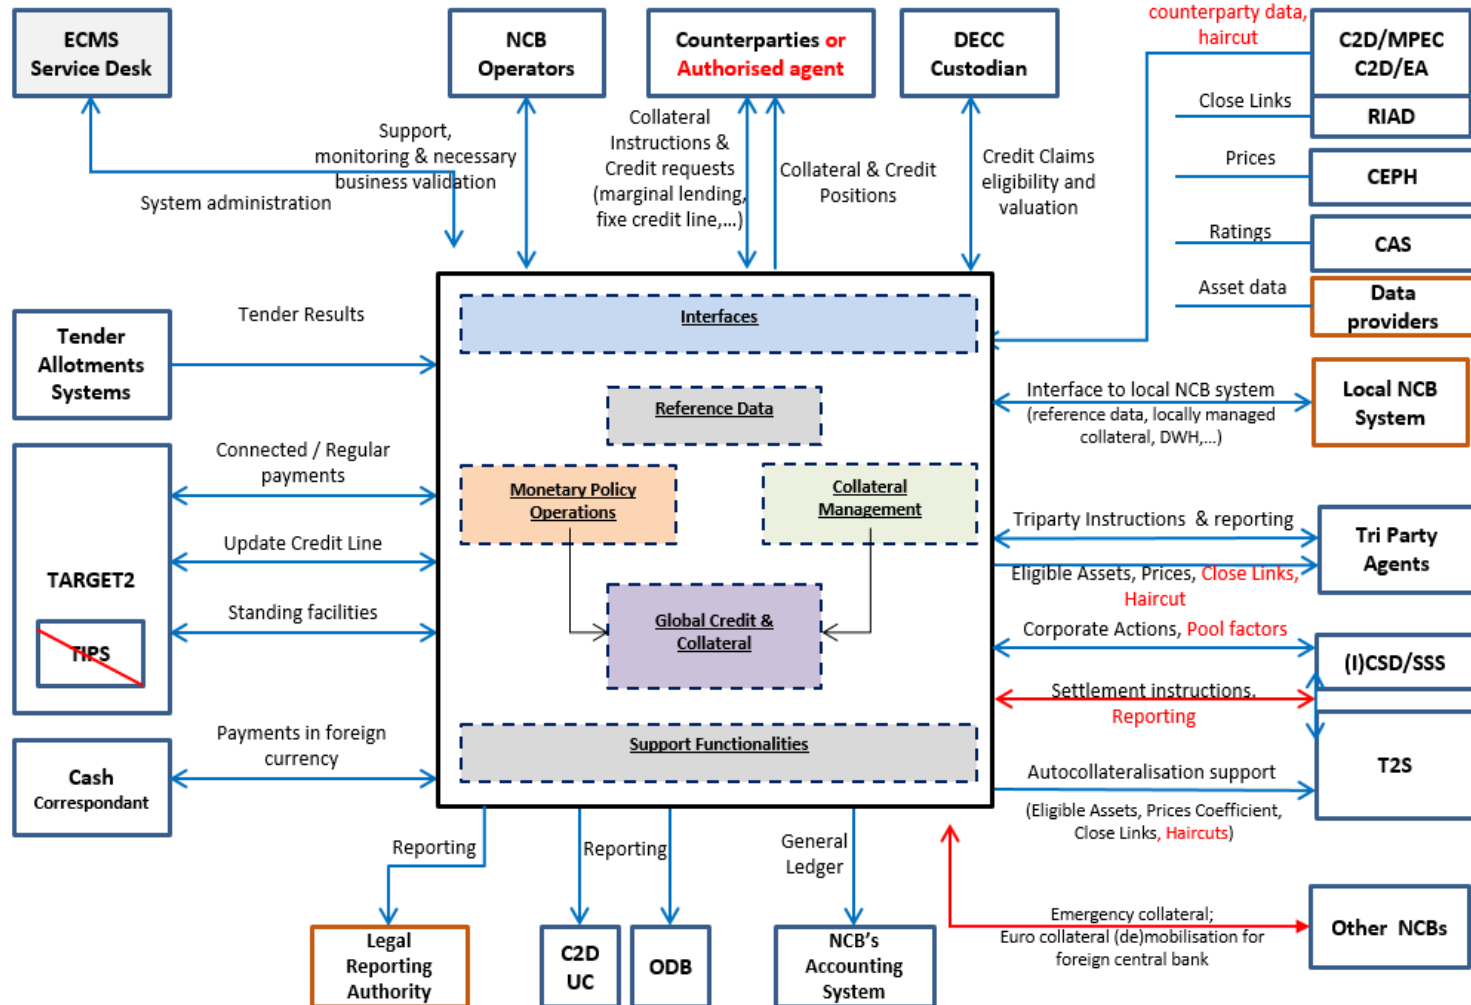 ECMS
Service Desk
NCB
Operators
Counterparties or
Authorised agent
DECC
Custodian
counterparty data,
haircut
C2D/MPEC
C2D/EA
Close Links
RIAD
Prices
CEPH
Ratings
CAS
Asset data
Data
providers
Support,
monitoring & necessary
business validation
System administration
Collateral
Instructions &
Credit requests
(marginal lending,
fixe credit line,...)
Collateral & Credit
Positions
Credit Claims
eligibility and
valuation
Tender Results
Tender
Allotments
Systems
Interfaces
Reference Data
Monetary Policy
Operations
Collateral
Management
Global Credit &
Collateral
Support Functionalities
Interface to local NCB system
(reference data, locally managed
collateral, DWH,...)
Local NCB
System
Connected / Regular
payments
Update Credit Line
TARGET2
Standing facilities
TIPS
Triparty Instructions & reporting
Tri Party
Agents
Eligible Assets, Prices, Close Links,
Haircut
Corporate Actions, Pool factors
(I)CSD/SSS
Settlement instructions.
Reporting
T2S
Autocollateralisation support
(Eligible Assets, Prices Coefficient,
Close Links, Haircuts)
Payments in foreign
currency
Cash
Correspondant
Reporting
Reporting
General
Ledger
Legal
Reporting
Authority
C2D
UC
ODB
NCB's
Accounting
System
Emergency collateral;
Euro collateral (de)mobilisation for
foreign central bank
Other NCBs